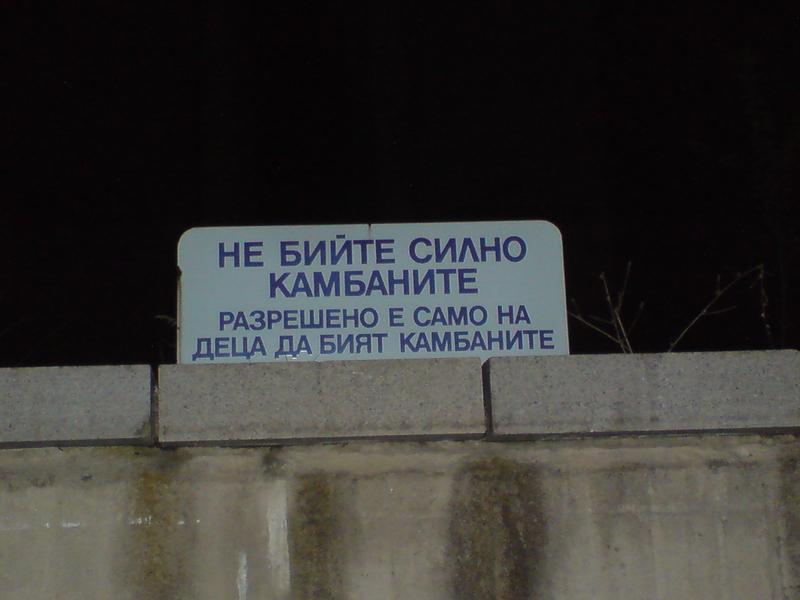 НЕ БИЙТЕ СИЛНО
КАМБАНИТЕ
РАЗРЕШЕНО Е САМО НА
ДЕЦА ДА БИЯТ КАМБАНИТЕ